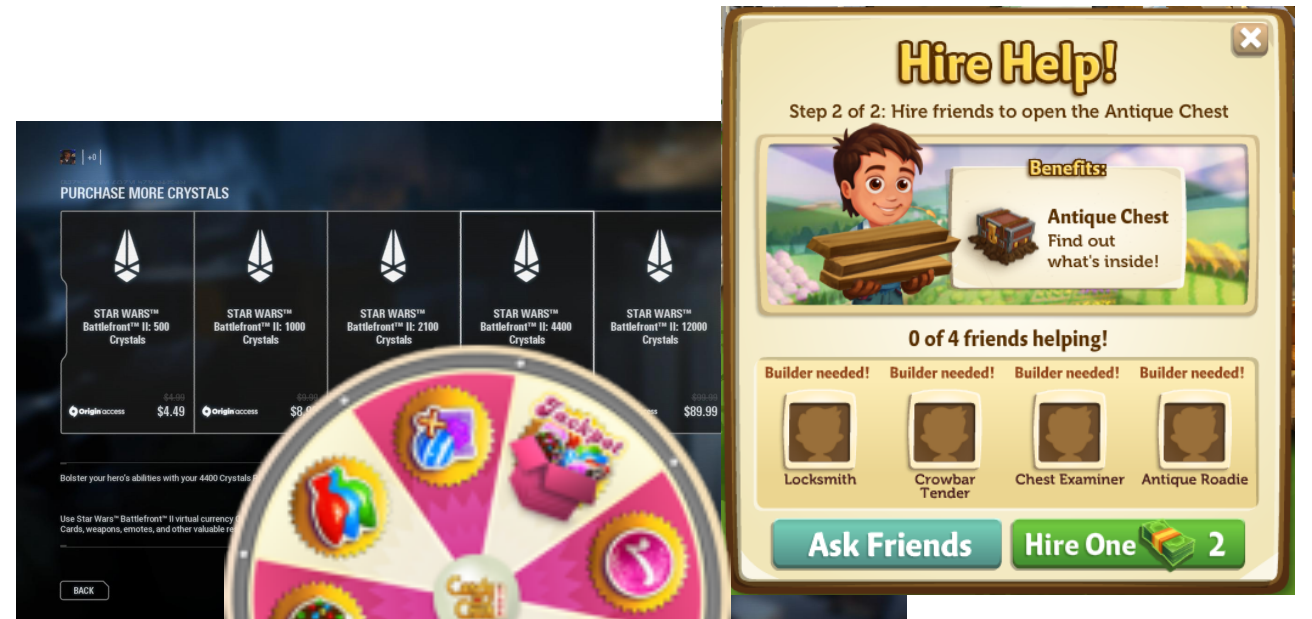 +0
PURCHASE MORE CRYSTALS
STAR WARS™
Battlefront™ II: 500
Crystals
$4.99
Origin access
$4.49
STAR WARS™
Battlefront™ II: 1000
Crystals
$9.99
Origin access
STAR WARS™
Battlefront™ II: 2100
Crystals
STAR WARS™
Battlefront™ II: 4400
Crystals
STAR WARS™
Battlefront™ II: 12000
Crystals
$99.99
$89.99
Bolster your hero's abilities with your 4400 Crystals
Use Star Wars™ Battlefront™ II virtual currency
Cards, weapons, emotes, and other valuable
BACK
Jackpot
Candy
Crush
Hire Help!
Step 2 of 2: Hire friends to open the Antique Chest
Benefits:
Antique Chest
Find out
what's inside!
0 of 4 friends helping!
Builder needed! Builder needed! Builder needed! Builder needed!
Locksmith Crowbar Chest Examiner Antique Roadie
Tender
Ask Friends Hire One 2